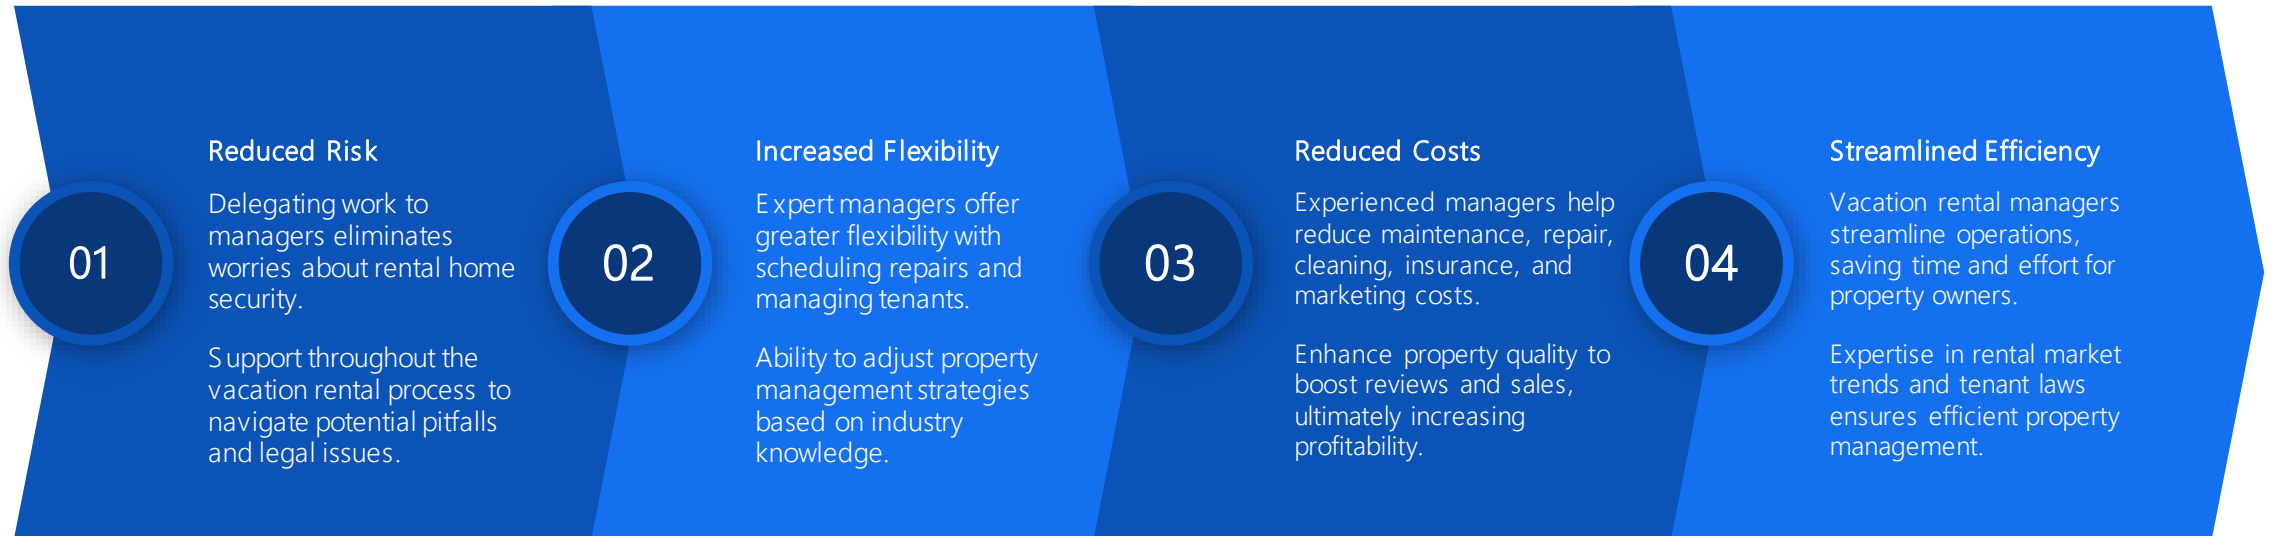 01
Reduced Risk
Delegating work to
managers eliminates
worries about rental home
security.
Support throughout the
vacation rental process to
navigate potential pitfalls
and legal issues.
02
Increased Flexibility
Expert managers offer
greater flexibility with
scheduling repairs and
managing tenants.
Ability to adjust property
management strategies
based on industry
knowledge.
03
Reduced Costs
Experienced managers help
reduce maintenance, repair,
cleaning, insurance, and
marketing costs.
Enhance property quality to
boost reviews and sales,
ultimately increasing
profitability.
04
Streamlined Efficiency
Vacation rental managers
streamline operations,
saving time and effort for
property owners.
Expertise in rental market
trends and tenant laws
ensures efficient property
management.